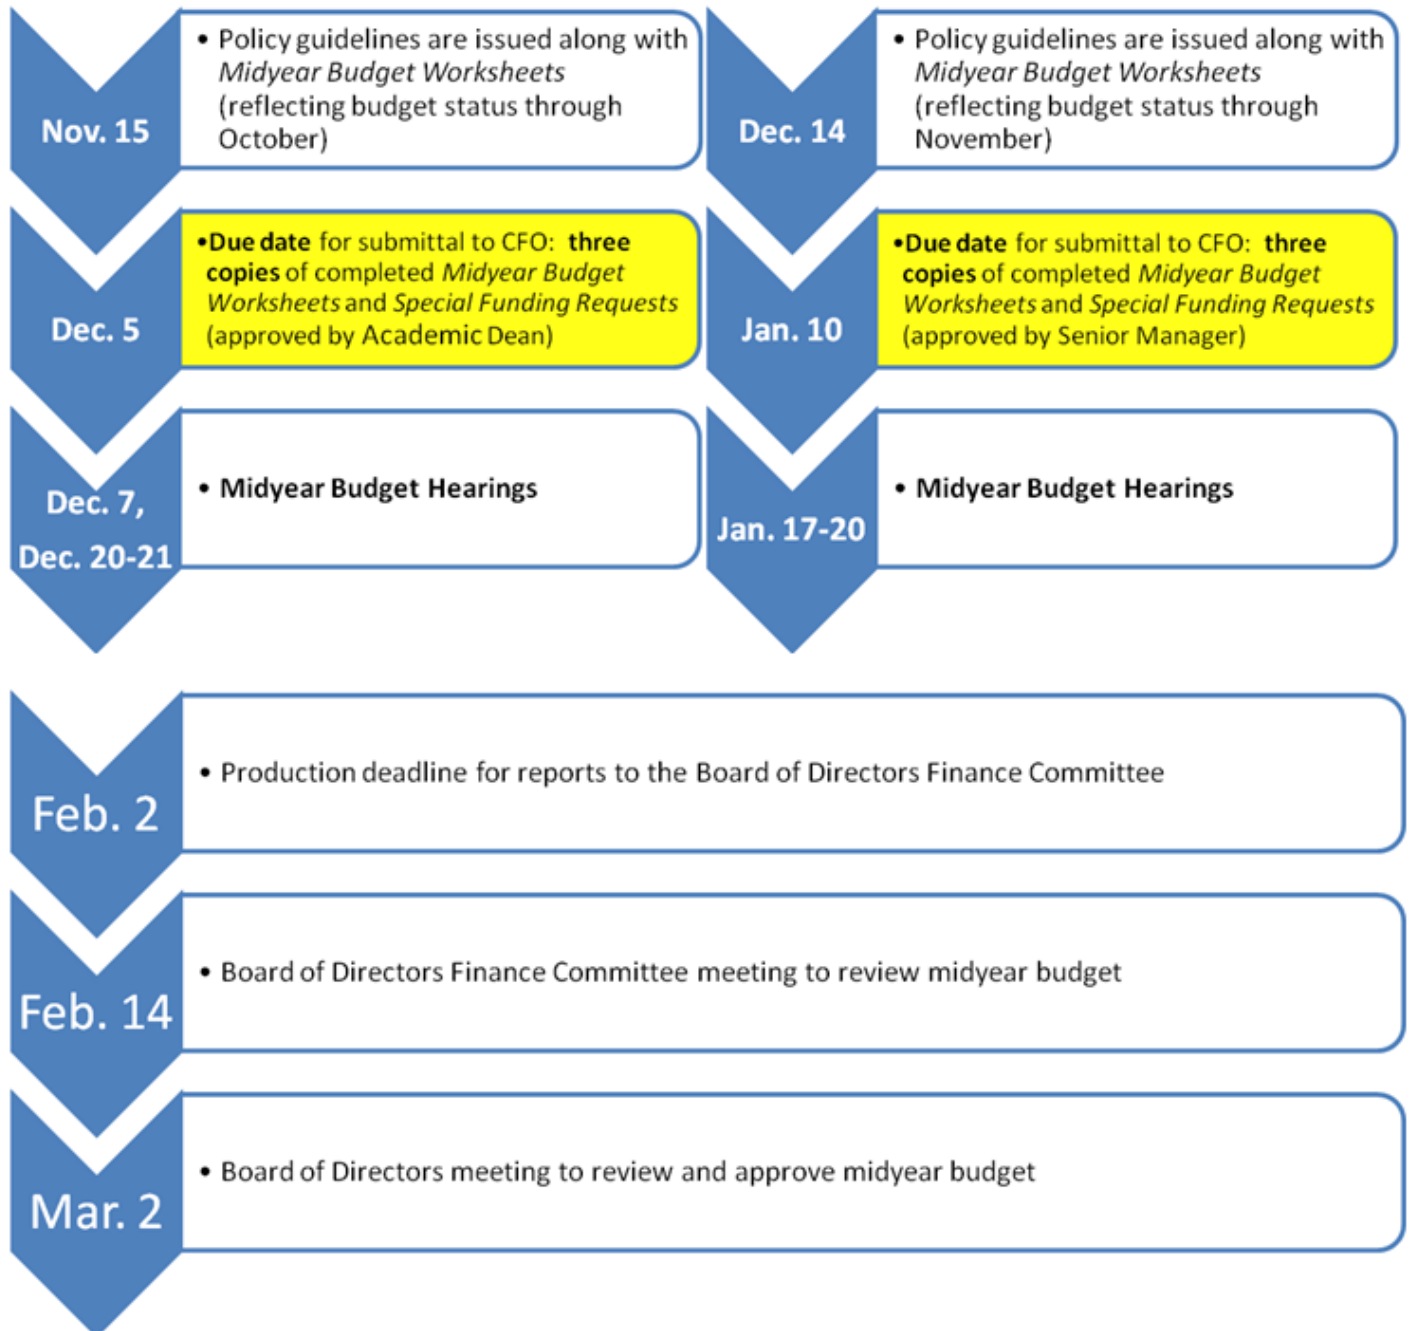 Nov. 15
• Policy guidelines are issued along with
Midyear Budget Worksheets
(reflecting budget status through
October)
Dec. 14
• Policy guidelines are issued along with
Midyear Budget Worksheets
(reflecting budget status through
November)
Dec. 5
•Due date for submittal to CFO: three
copies of completed Midyear Budget
Worksheets and Special Funding Requests
(approved by Academic Dean)
Jan. 10
•Due date for submittal to CFO: three
copies of completed Midyear Budget
Worksheets and Special Funding Requests
(approved by Senior Manager)
Dec. 7,
Dec. 20-21
• Midyear Budget Hearings
Jan. 17-20
• Midyear Budget Hearings
Feb. 2
• Production deadline for reports to the Board of Directors Finance Committee
Feb. 14
• Board of Directors Finance Committee meeting to review midyear budget
Mar. 2
• Board of Directors meeting to review and approve midyear budget